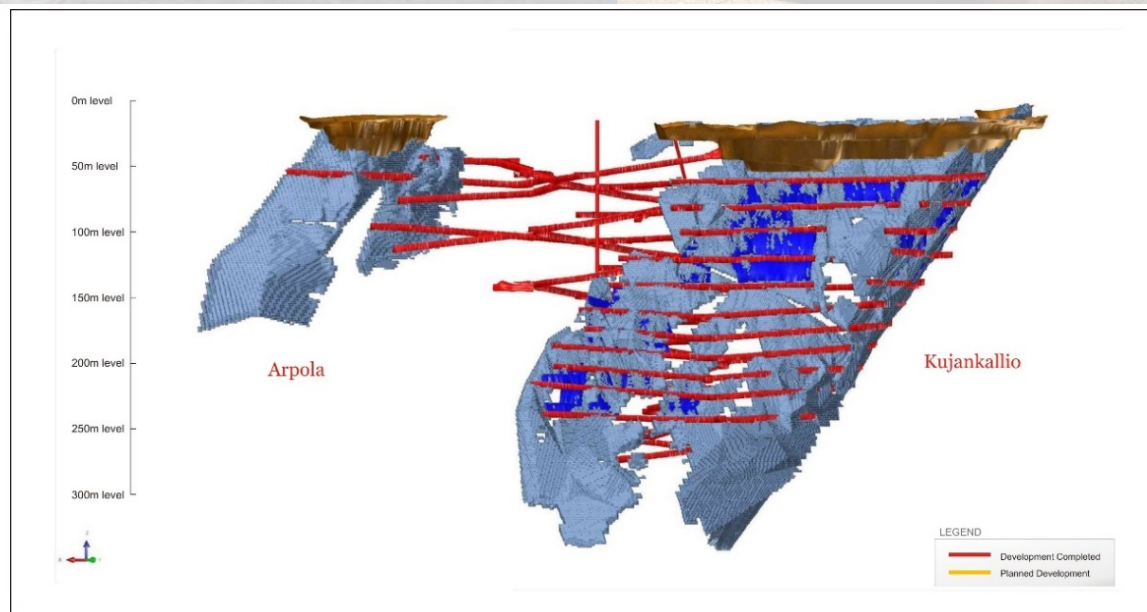 0m level
50m level
100m level
150m level
200m level
250m level
300m level
Arpola
Kujankallio
LEGEND
Development Completed
Planned Development